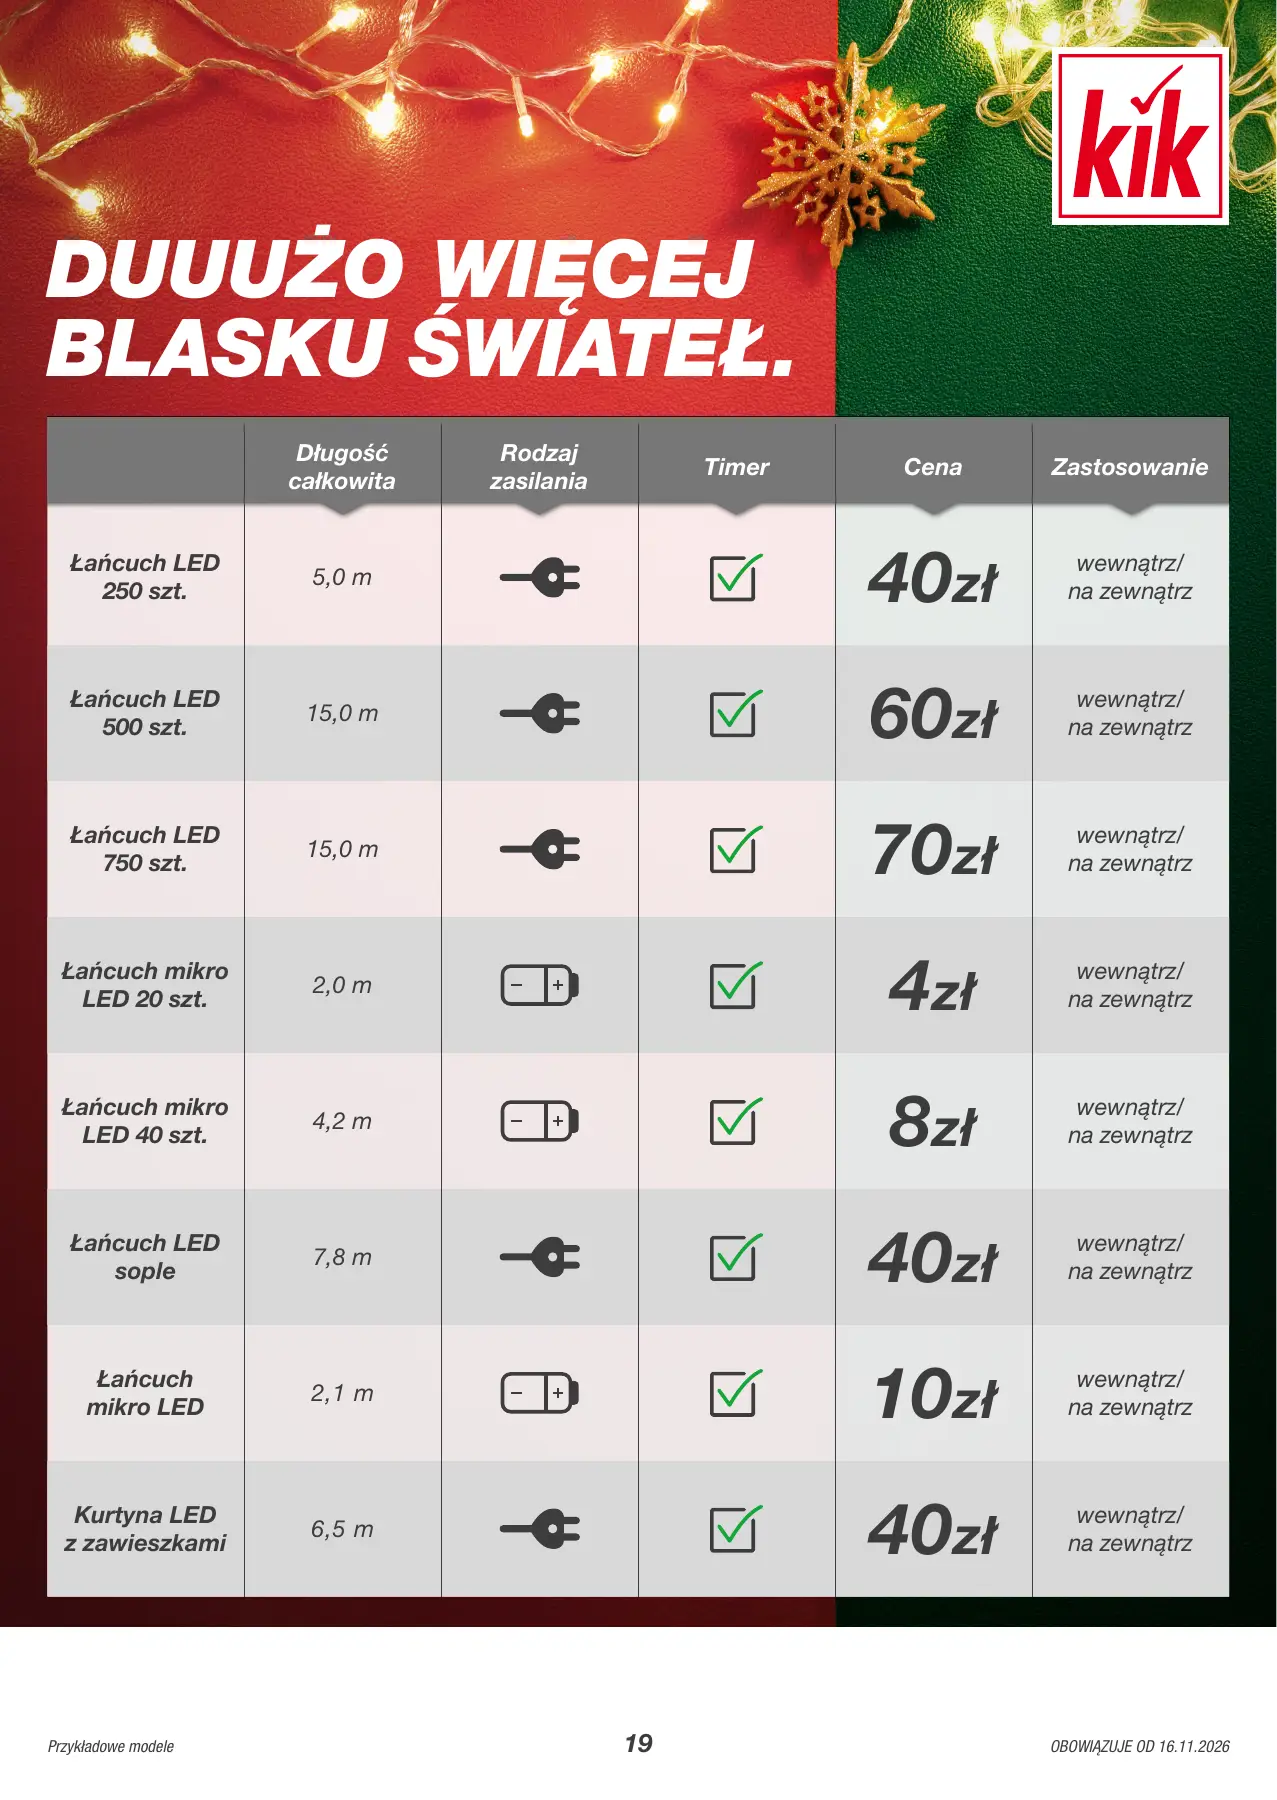 kik
DUUUŻO WIĘCEJ
BLASKU ŚWIATEŁ.
Długość
całkowita
Rodzaj
zasilania
Timer
Cena
Zastosowanie
Łańcuch LED
250 szt.
5,0 m
40zł
wewnątrz/
na zewnątrz
Łańcuch LED
500 szt.
15,0 m
60zł
wewnątrz/
na zewnątrz
Łańcuch LED
750 szt.
15,0 m
70zł
wewnątrz/
na zewnątrz
Łańcuch mikro
LED 20 szt.
2,0 m
4zł
wewnątrz/
na zewnątrz
Łańcuch mikro
LED 40 szt.
4,2 m
8zł
wewnątrz/
na zewnątrz
Łańcuch LED
sople
7,8 m
40zł
wewnątrz/
na zewnątrz
Łańcuch
mikro LED
2,1 m
10zł
wewnątrz/
na zewnątrz
Kurtyna LED
z zawieszkami
6,5 m
40zł
wewnątrz/
na zewnątrz
Przykładowe modele
19
OBOWIĄZUJE OD 16.11.2026